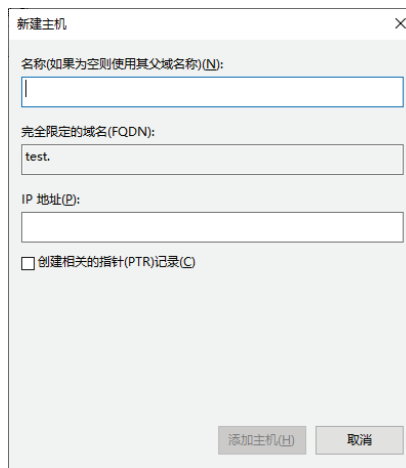 新建主机
名称(如果为空则使用其父域名称)(N):
完全限定的域名(FQDN):
test.
IP 地址(P):
创建相关的指针(PTR)记录(C)
添加主机(H)
取消